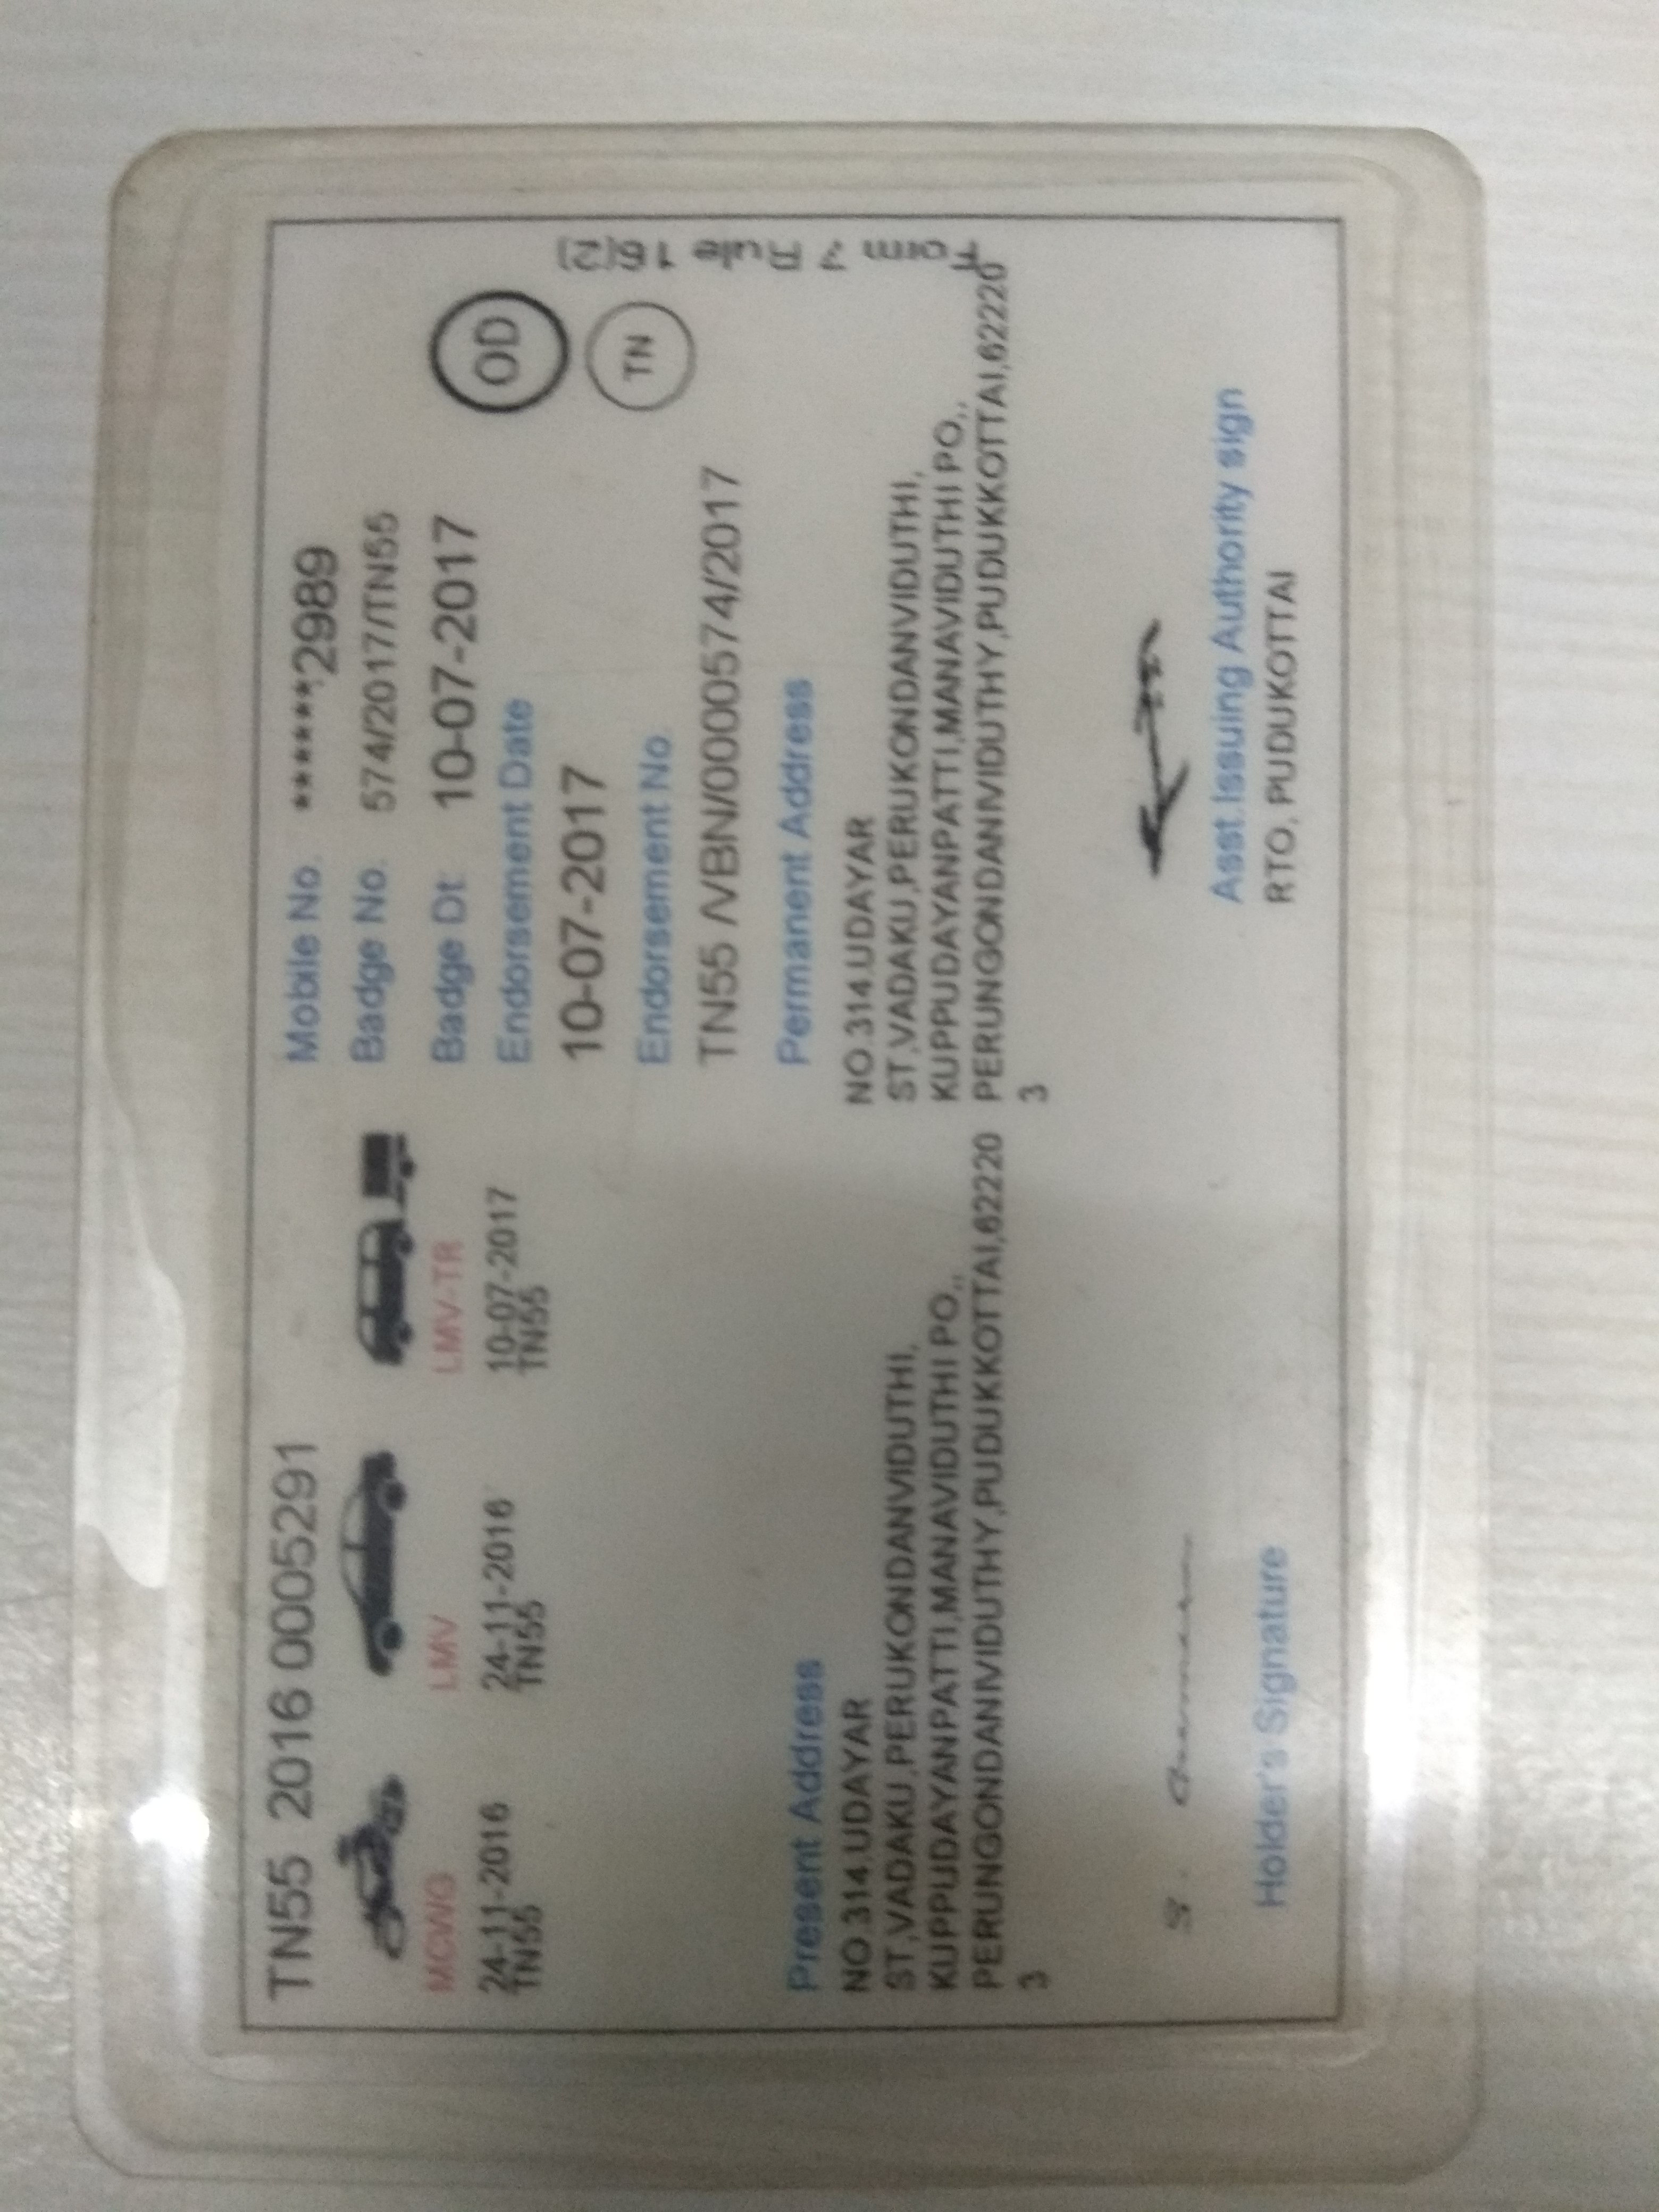 TN55 2016 0005291
MCWG
24-11-2016
TN55
LMV
24-11-2016
TN55
LMV-TR
10-07-2017
TN55
Mobile No. ******2989
Badge No. 574/2017/TN55
Badge Dt 10-07-2017
Endorsement Date
10-07-2017
Endorsement No
TN55 /VBN/0000574/2017
OD
TN
Form 7 Rule 16(2)
Present Address
NO.314,UDAYAR
ST,VADAKU,PERUKONDANVIDUTHI,
KUPPUDAYANPATTI,MANAVIDUTHI PO,,
PERUNGONDANIVIDUTHY,PUDUKKOTTAI,62220
3
Permanent Address
NO.314,UDAYAR
ST,VADAKU,PERUKONDANVIDUTHI,
KUPPUDAYANPATTI,MANAVIDUTHI PO,,
PERUNGONDANIVIDUTHY,PUDUKKOTTAI,62220
3
Holder's Signature
Asst.Issuing Authority sign
RTO, PUDUKOTTAI